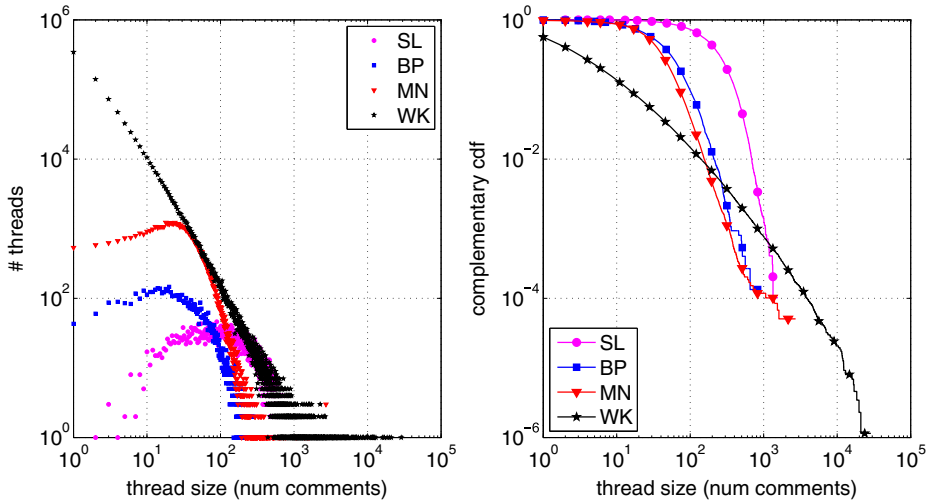 10^6
10^4
10^2
10^0
# threads
10^0 10^1 10^2 10^3 10^4 10^5
thread size (num comments)
SL
BP
MN
WK
10^0
10^−2
10^−4
10^−6
complementary cdf
10^0 10^1 10^2 10^3 10^4 10^5
thread size (num comments)
SL
BP
MN
WK